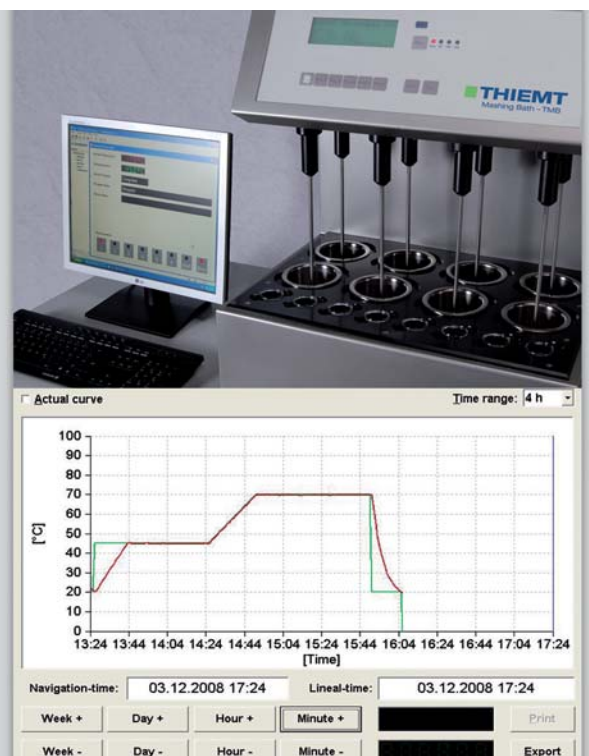 THIEMT
Mashing Bath - TMB
Actual curve
Time range: 4 h
100
90
80
70
60
50
40
30
20
10
0
[°C]
13:24 13:44 14:04 14:24 14:44 15:04 15:24 15:44 16:04 16:24 16:44 17:04 17:24
[Time]
Navigation-time: 03.12.2008 17:24 Lineal-time: 03.12.2008 17:24
Week + Day + Hour + Minute + Print
Week - Day - Hour - Minute - Export